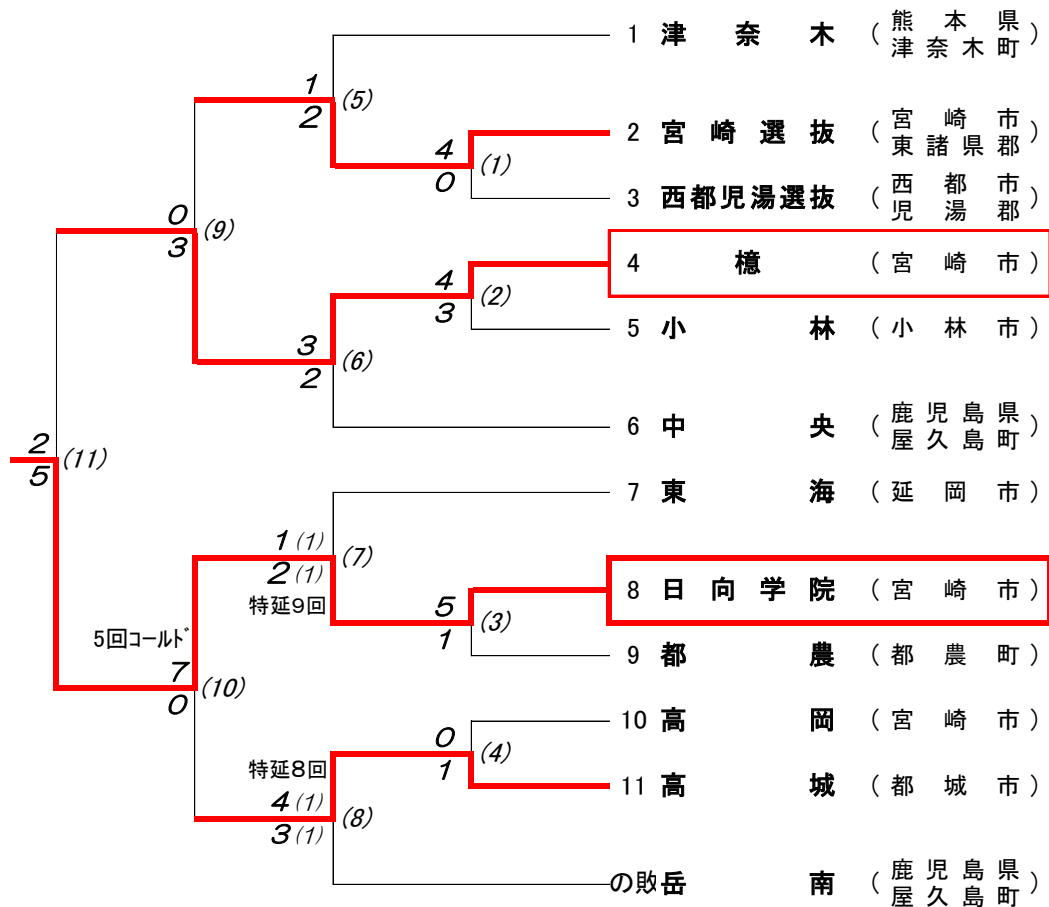 1 津奈木 (熊本県津奈木町)
1
2
(5)
2 宮崎選抜 (宮崎市東諸県郡)
4
0
(1)
3 西都児湯選抜 (西都市児湯郡)
0
3
(9)
4 檍 (宮崎市)
4
3
(2)
5 小林 (小林市)
3
2
(6)
6 中央 (鹿児島県屋久島町)
2
5
(11)
7 東海 (延岡市)
1(1)
2(1)
(7)
特延9回
8 日向学院 (宮崎市)
5
1
(3)
5回コールド
9 都農 (都農町)
7
0
(10)
10 高岡 (宮崎市)
0
1
(4)
特延8回
11 高城 (都城市)
4(1)
3(1)
(8)
の敗 岳南 (鹿児島県屋久島町)